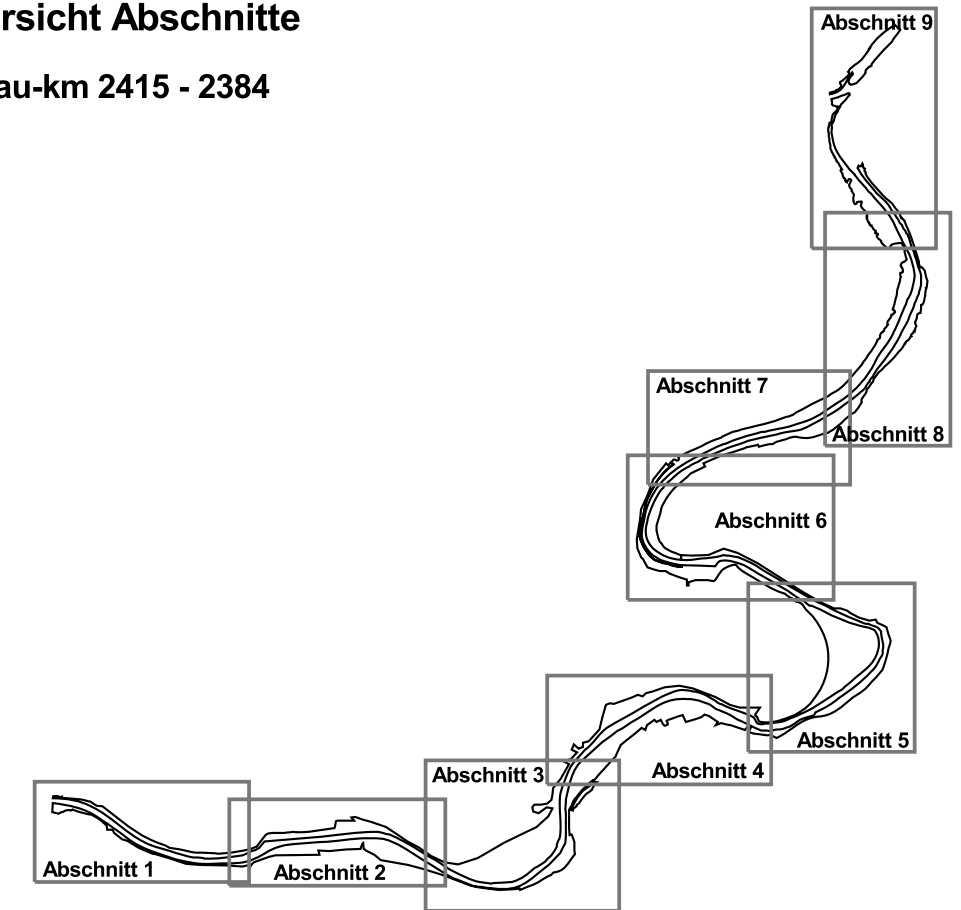 rsicht Abschnitte
au-km 2415 - 2384
Abschnitt 9
Abschnitt 7
Abschnitt 8
Abschnitt 6
Abschnitt 5
Abschnitt 3
Abschnitt 4
Abschnitt 1
Abschnitt 2